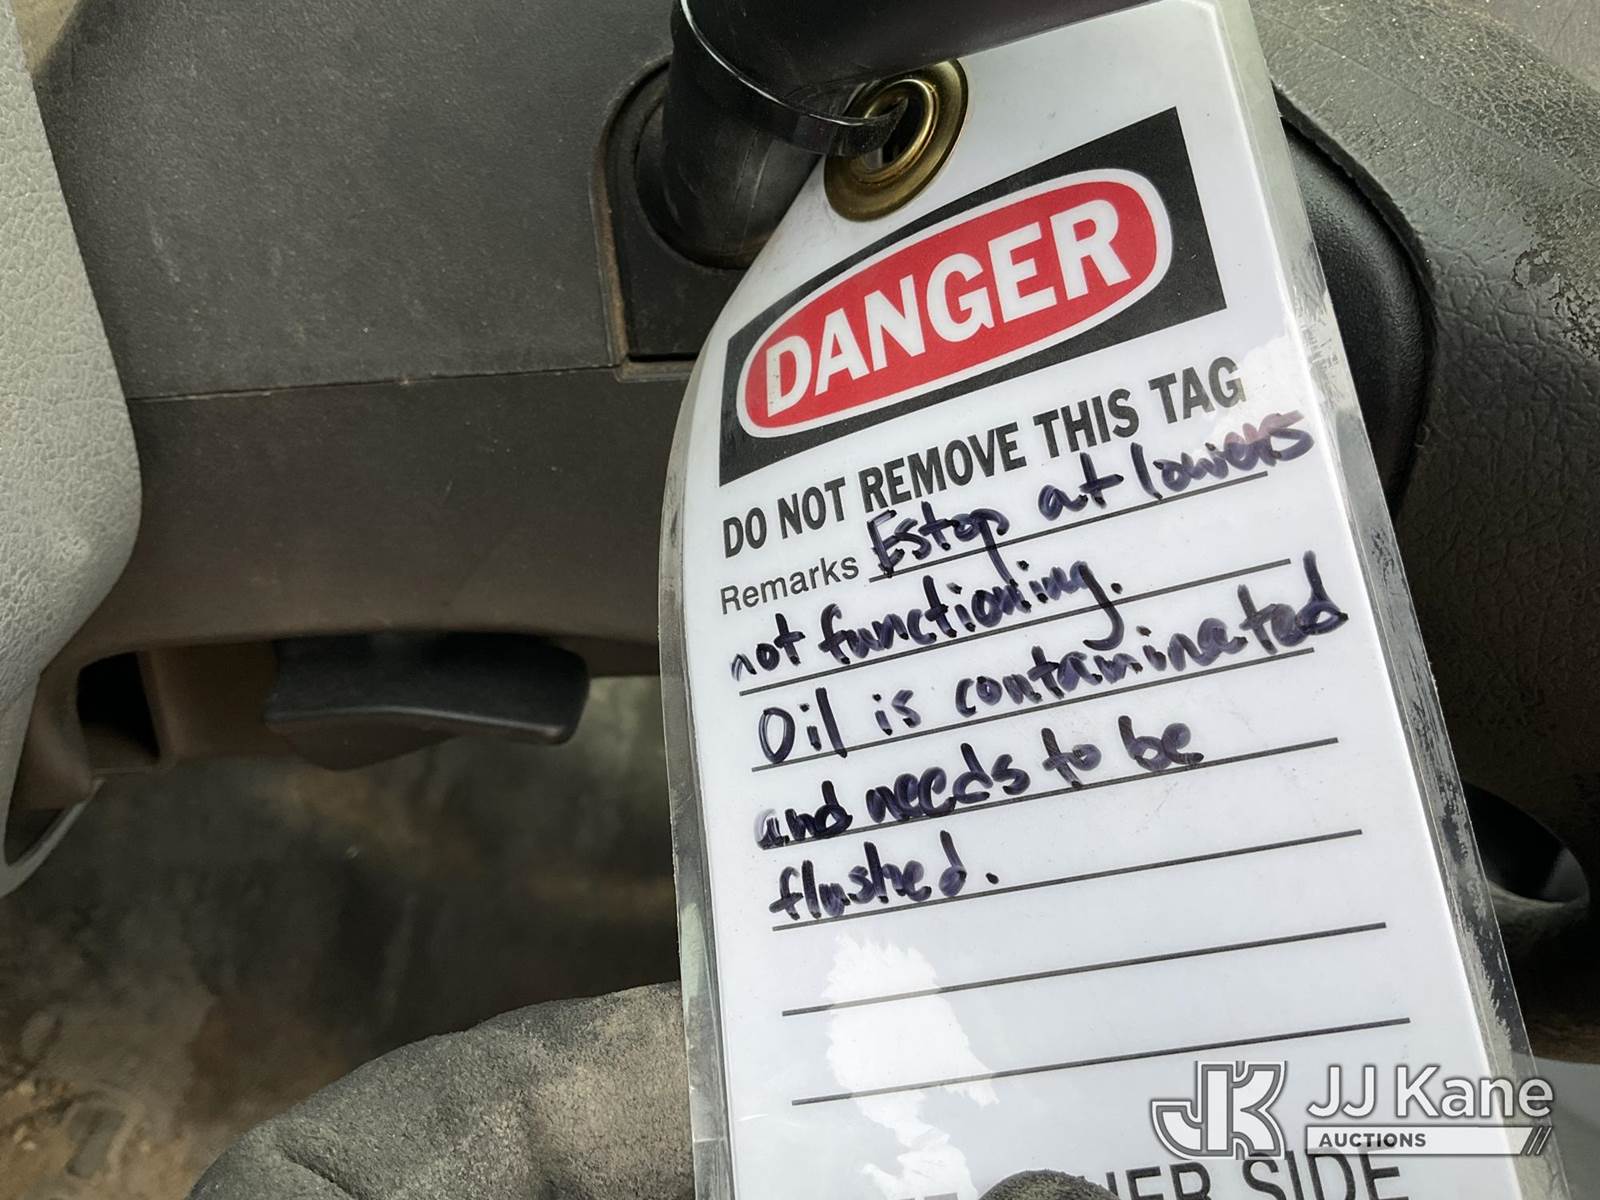 DANGER
DO NOT REMOVE THIS TAG
Remarks Estop at lowers
not functioning.
Oil is contaminated
and needs to be
flushed.
SIDE
JJ Kane
AUCTIONS